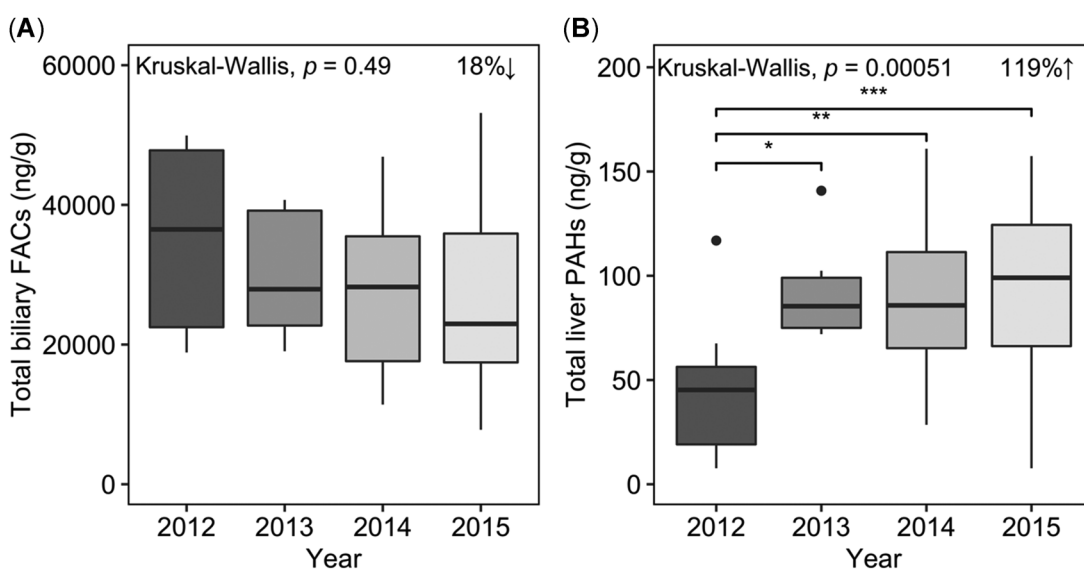 (A)
Kruskal-Wallis, p = 0.49 18%↓
Total biliary FACs (ng/g)
60000
40000
20000
0
2012 2013 2014 2015
Year
(B)
Kruskal-Wallis, p = 0.00051 119%↑
***
**
*
Total liver PAHs (ng/g)
200
150
100
50
0
2012 2013 2014 2015
Year